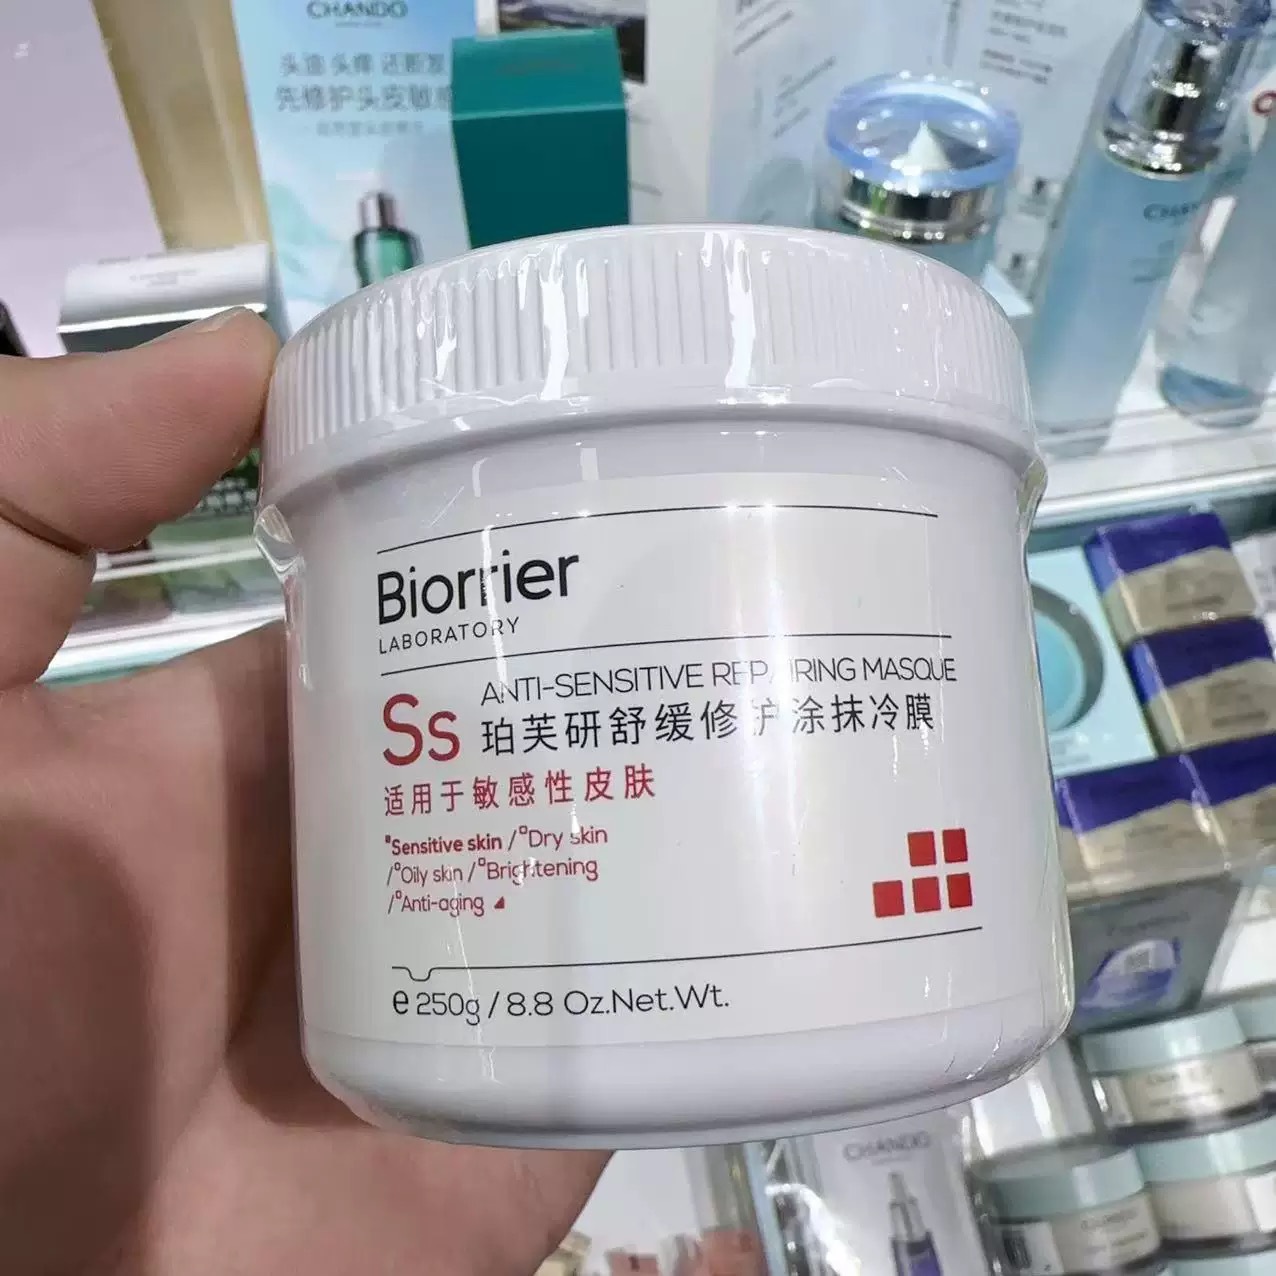 CHANDO
头油 头痒 还断发
先修护头皮敏感
Biorrier
LABORATORY
Ss
ANTI-SENSITIVE REPAIRING MASQUE
珀芙研舒缓修护涂抹冷膜
适用于敏感性皮肤
Sensitive skin / Dry skin
/ Oily skin / Brightening
/ Anti-aging
e 250g / 8.8 Oz.Net.Wt.
CHANDO